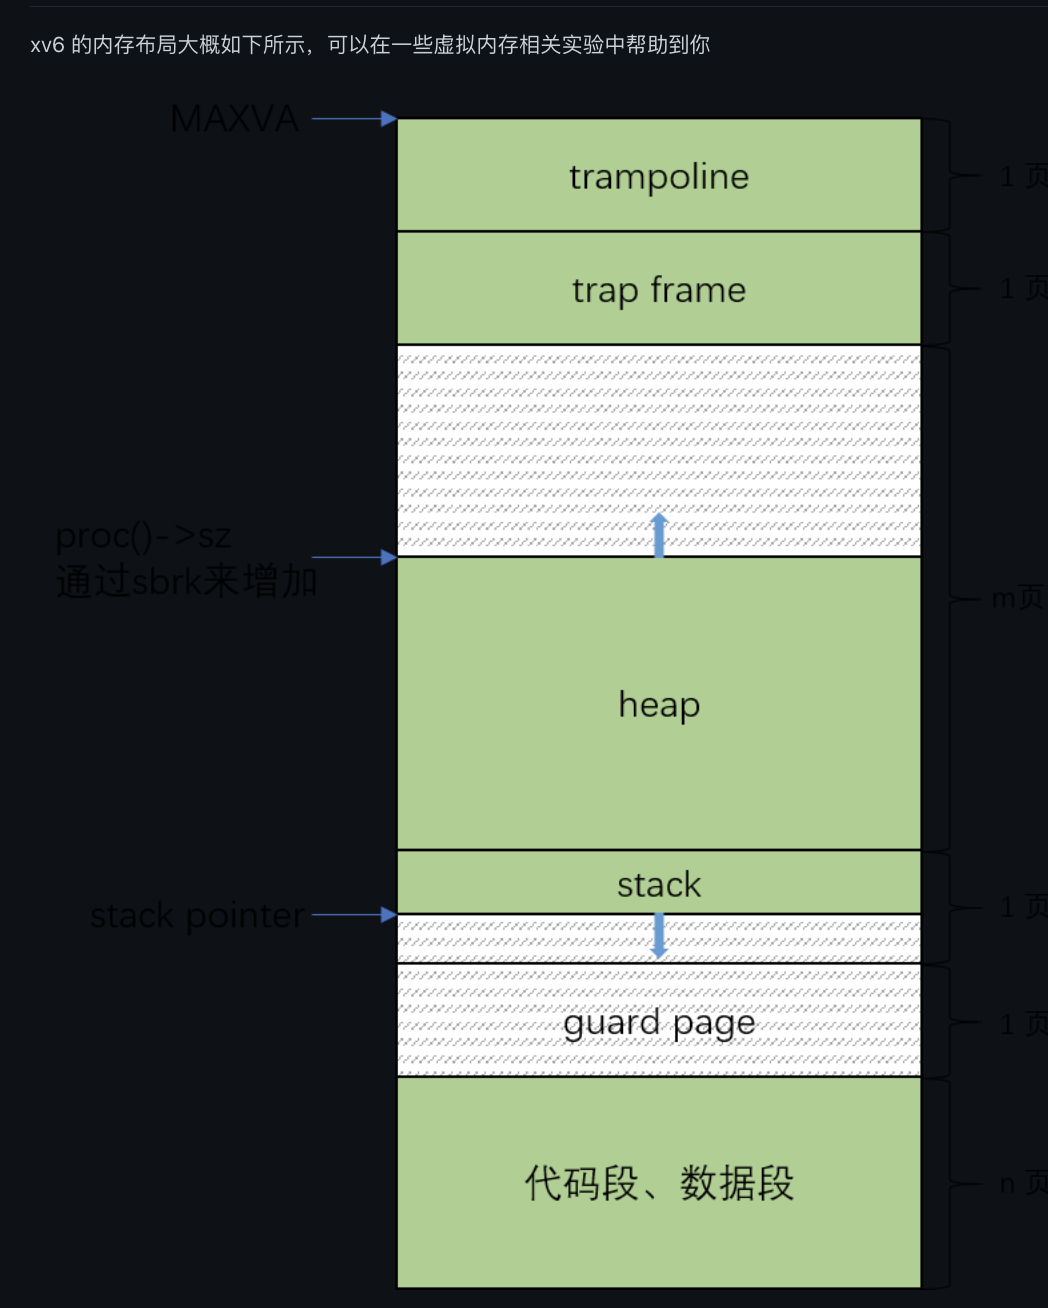 xv6 的内存布局大概如下所示，可以在一些虚拟内存相关实验中帮助到你
MAXVA
trampoline
1 页
trap frame
1 页
proc()->sz
通过sbrk来增加
m页
heap
stack
stack pointer
1 页
guard page
1 页
代码段、数据段
n 页